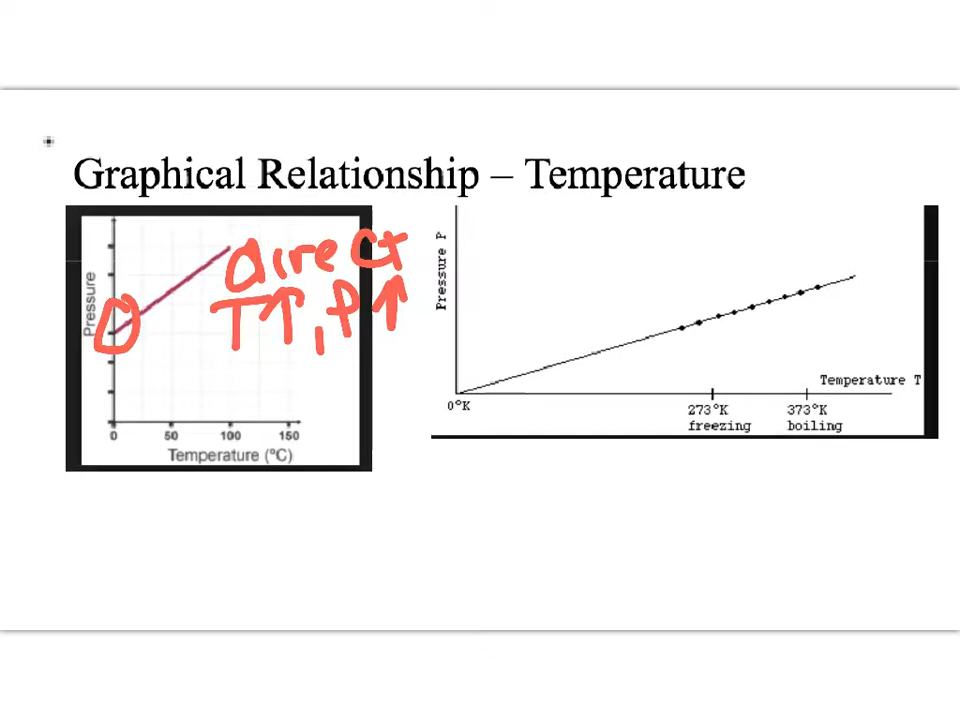 Graphical Relationship – Temperature
Pressure
direct
T↑, P↑
0 50 100 150
Temperature (ºC)
Pressure P
Temperature T
0°K
273°K
freezing
373°K
boiling